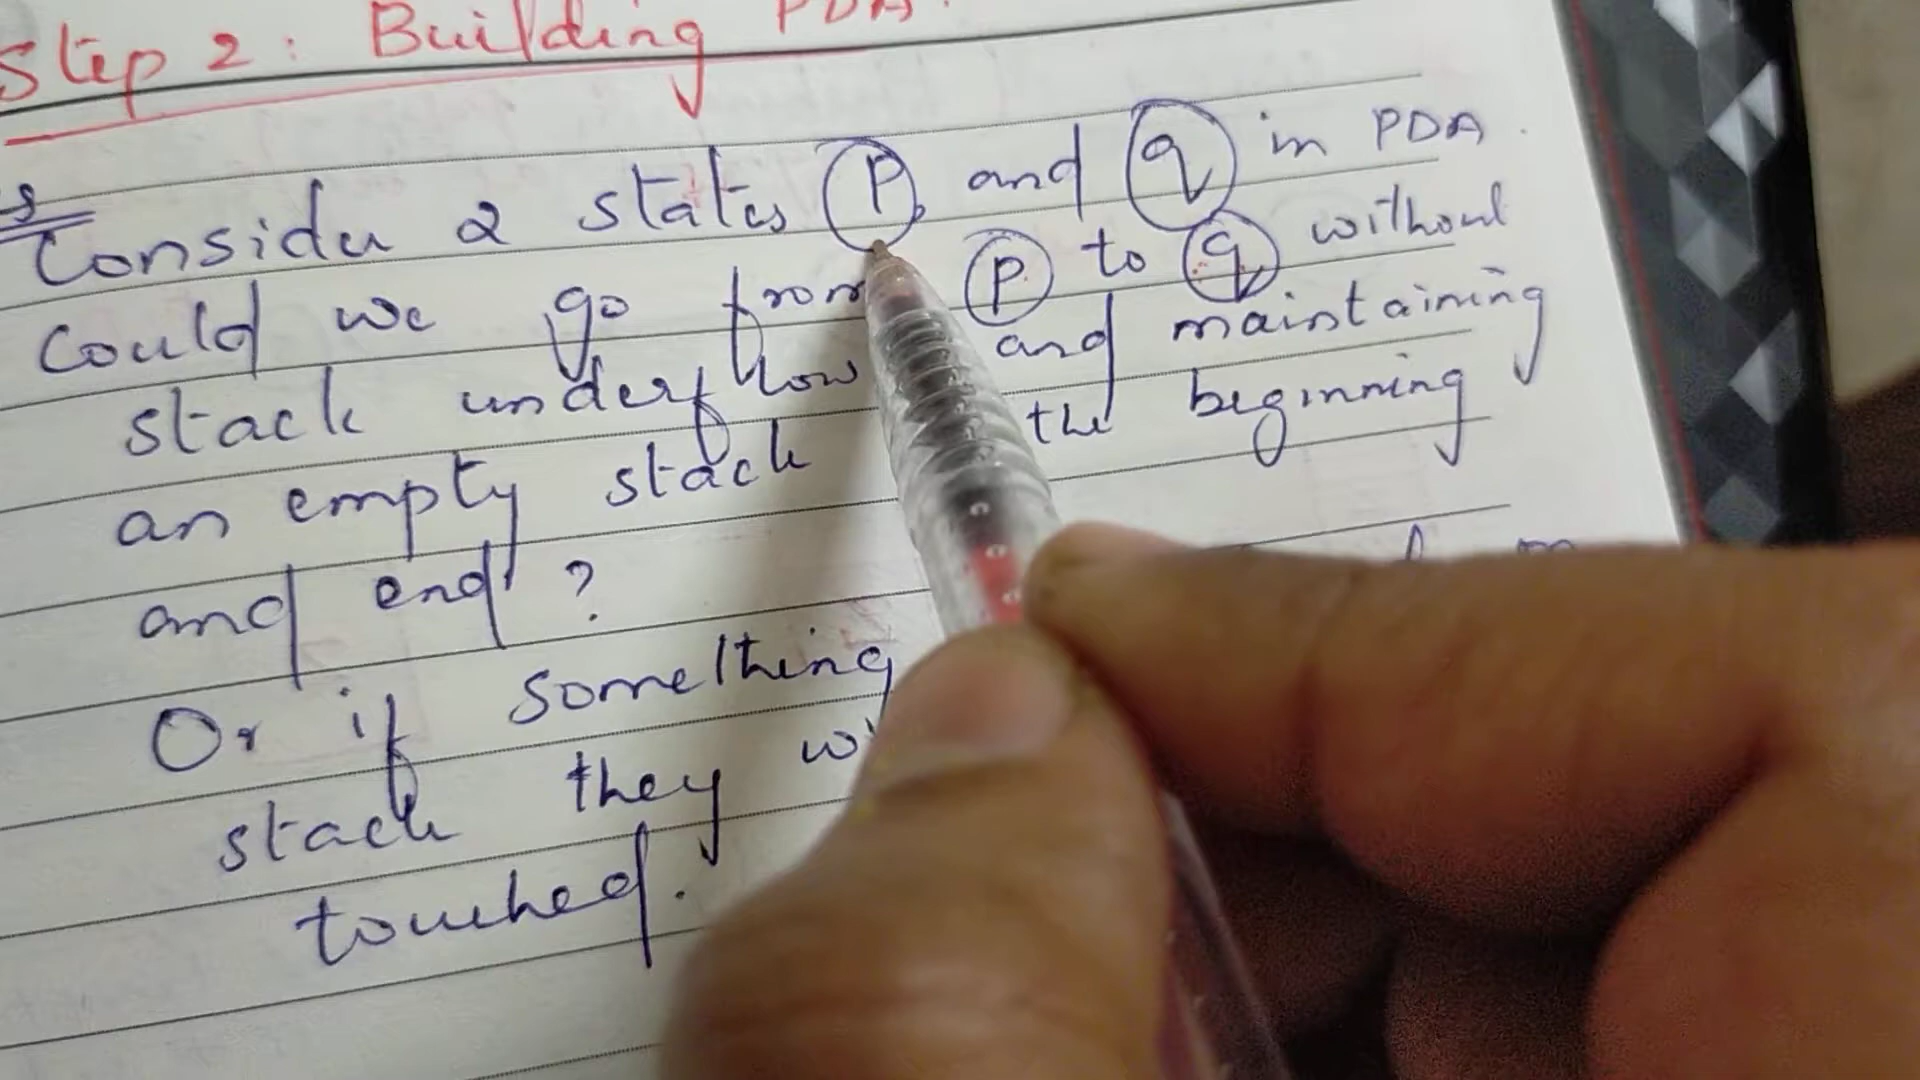 Step 2: Building PDA.
Consider 2 states P, and q in PDA.
Could we go from P to q without
stack underflow and maintaining
an empty stack the beginning
and end?
Or if something
stack they
touched.